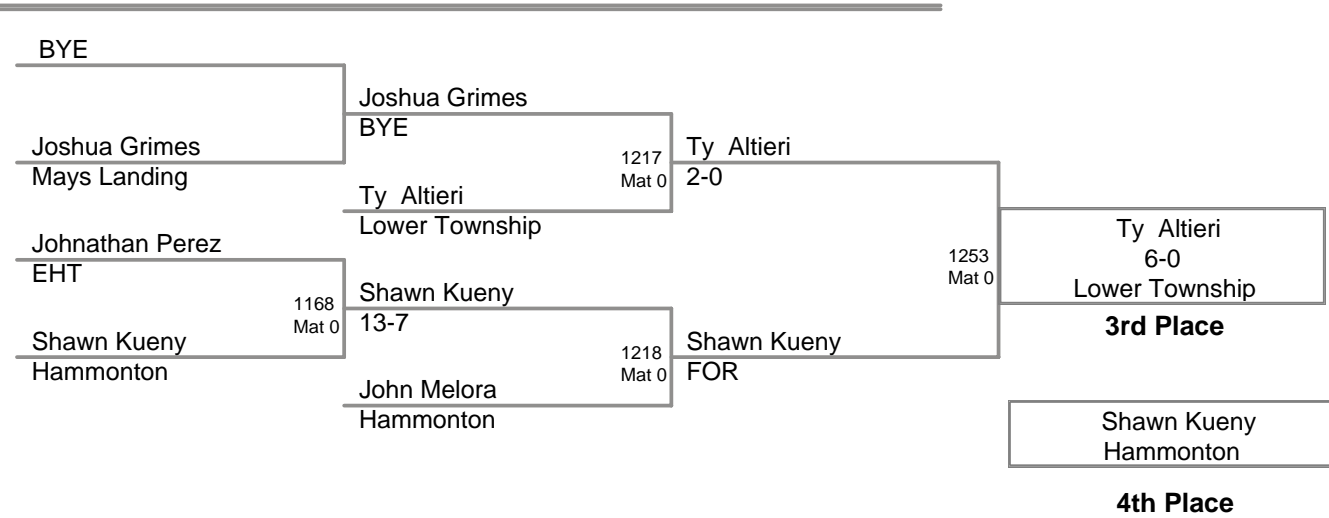 BYE
Joshua Grimes
BYE
Joshua Grimes
Mays Landing
1217
Mat 0
Ty Altieri
2-0
Ty Altieri
Lower Township
Johnathan Perez
EHT
1253
Mat 0
Ty Altieri
6-0
Lower Township
3rd Place
1168
Mat 0
Shawn Kueny
13-7
Shawn Kueny
Hammonton
1218
Mat 0
Shawn Kueny
FOR
John Melora
Hammonton
Shawn Kueny
Hammonton
4th Place